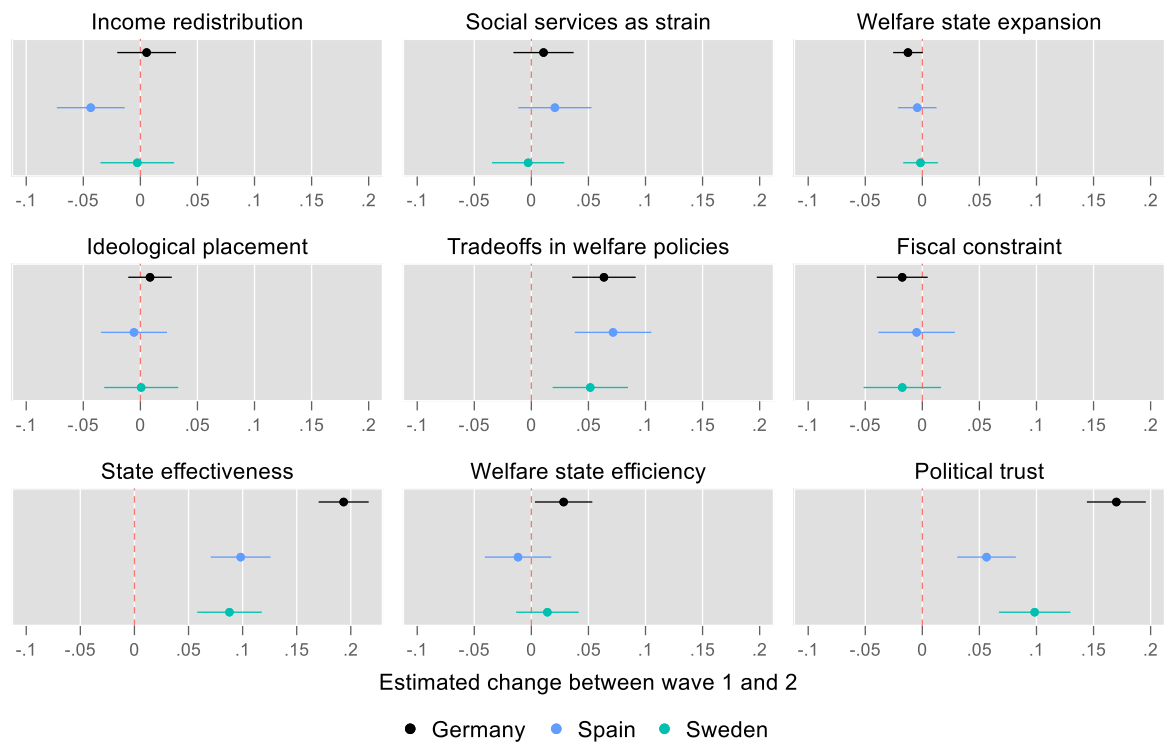 Income redistribution Social services as strain Welfare state expansion
-.1 -.05 0 .05 .1 .15 .2 -.1 -.05 0 .05 .1 .15 .2 -.1 -.05 0 .05 .1 .15 .2
Ideological placement Tradeoffs in welfare policies Fiscal constraint
-.1 -.05 0 .05 .1 .15 .2 -.1 -.05 0 .05 .1 .15 .2 -.1 -.05 0 .05 .1 .15 .2
State effectiveness Welfare state efficiency Political trust
-.1 -.05 0 .05 .1 .15 .2 -.1 -.05 0 .05 .1 .15 .2 -.1 -.05 0 .05 .1 .15 .2
Estimated change between wave 1 and 2
Germany Spain Sweden